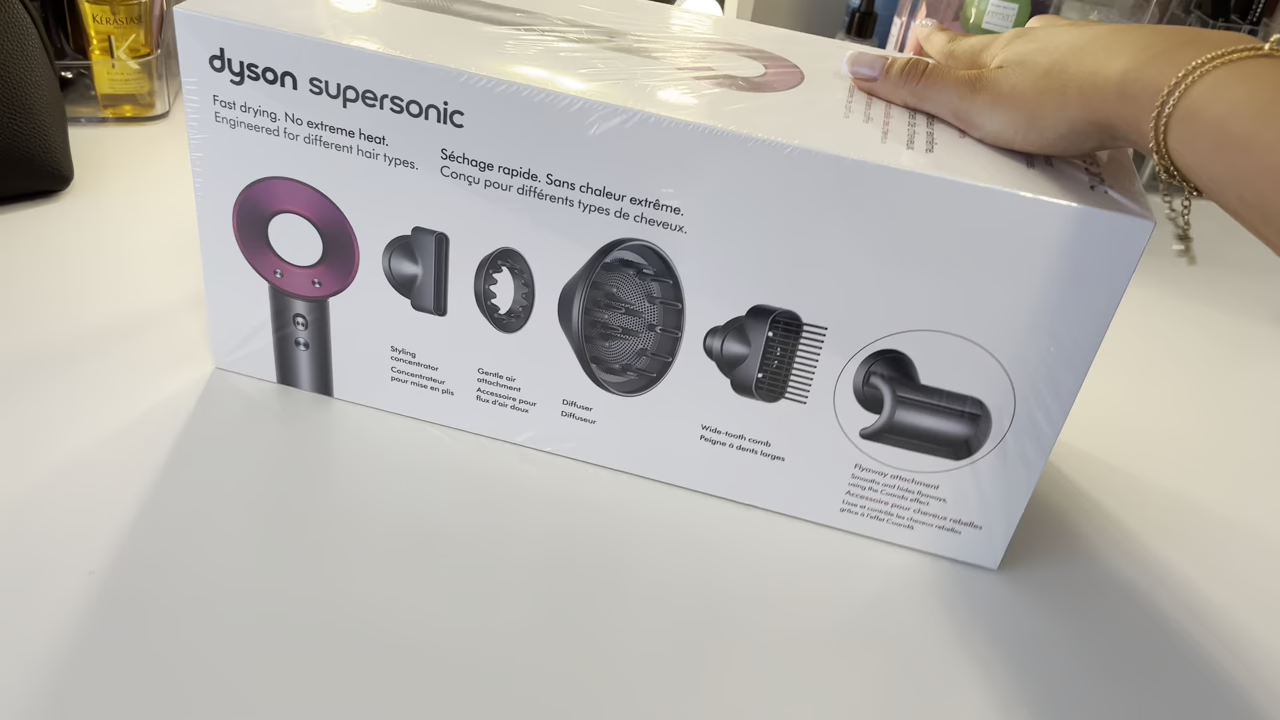 KÉRASTASE
K
dyson supersonic
Fast drying. No extreme heat.
Engineered for different hair types.
Séchage rapide. Sans chaleur extrême.
Conçu pour différents types de cheveux.
Styling
concentrator
Concentrateur
pour mise en plis
Gentle air
attachment
Accessoire pour
flux d'air doux
Diffuser
Diffuseur
Wide-tooth comb
Peigne à dents larges
Flyaway attachment
Smooths and hides flyaways,
using the Coanda effect
Accessoire pour cheveux rebelles
Lisse et contrôle les cheveux rebelles
grâce à l'effet Coandă